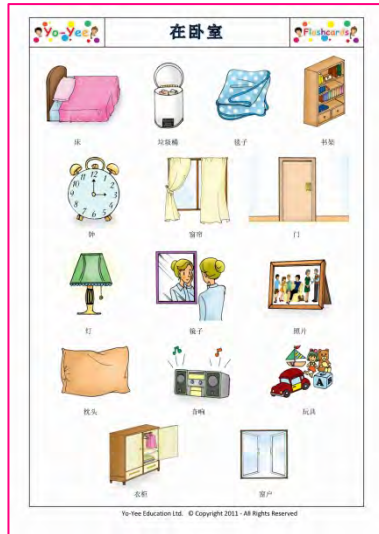 Yo-Yee 在卧室 Flashcards
床 垃圾桶 毯子 书架
钟 窗帘 门
灯 镜子 照片
枕头 音响 玩具
衣柜 窗户
Yo-Yee Education Ltd. © Copyright 2011 - All Rights Reserved